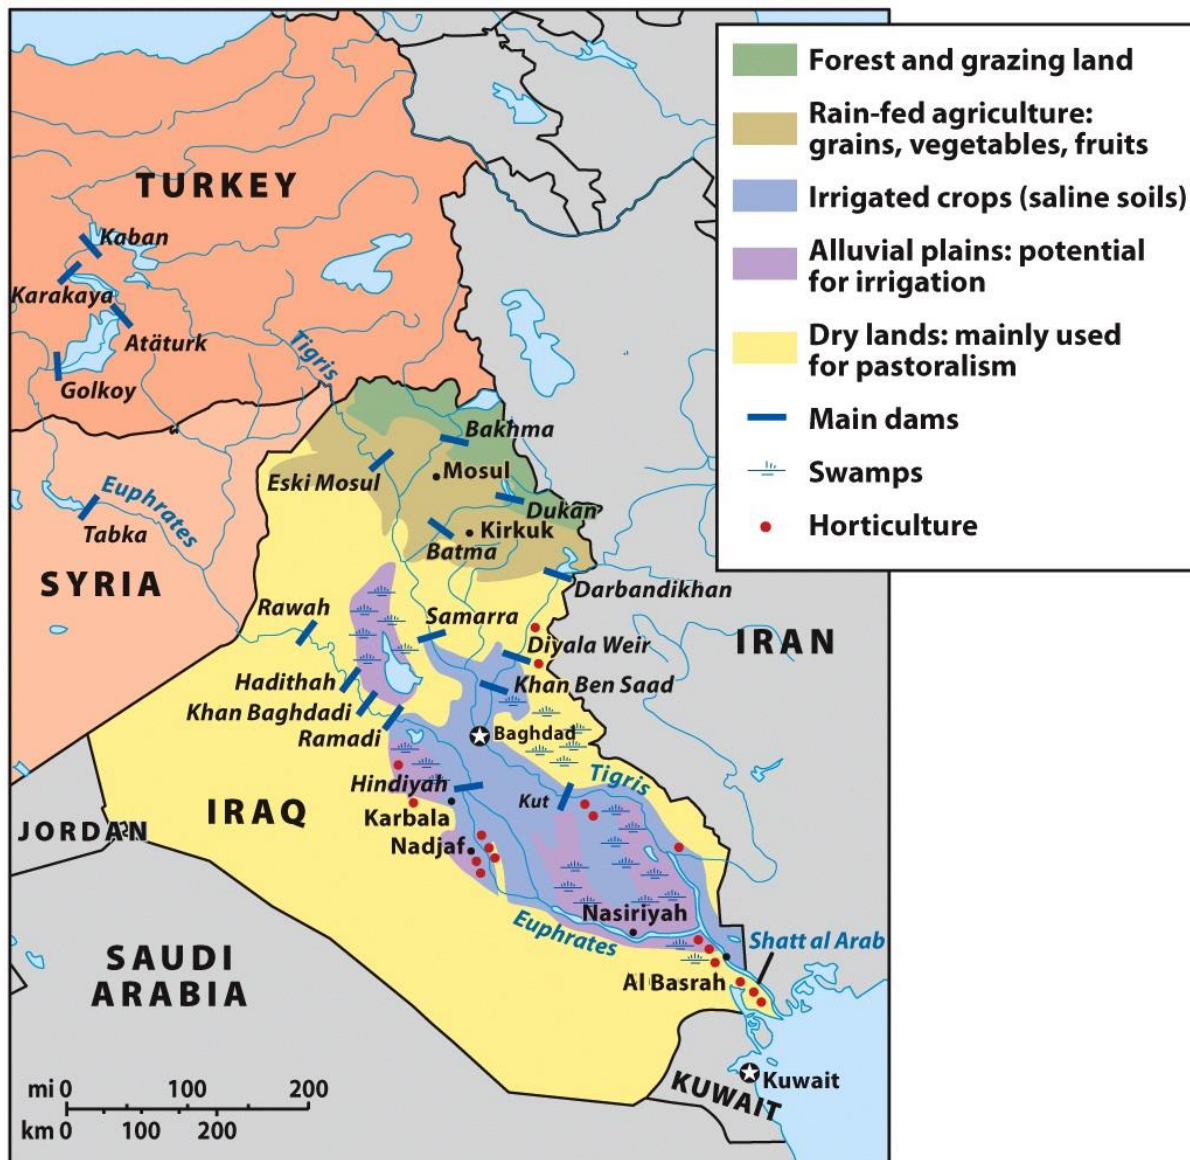 Forest and grazing land
Rain-fed agriculture:
grains, vegetables, fruits
Irrigated crops (saline soils)
Alluvial plains: potential
for irrigation
Dry lands: mainly used
for pastoralism
Main dams
Swamps
Horticulture
TURKEY
Kaban
Karakaya
Atäturk
Golkoy
Tigris
Bakhma
Mosul
Eski Mosul
Dukan
Euphrates
Tabka
Kirkuk
Batma
SYRIA
Darbandikhan
Rawah
Samarra
Diyala Weir
IRAN
Hadithah
Khan Ben Saad
Khan Baghdadi
Ramadi
Baghdad
Tigris
Hindiyah
Kut
IRAQ
Karbala
JORDAN
Nadjaf
Nasiriyah
Euphrates
Shatt al Arab
SAUDI
ARABIA
Al Basrah
KUWAIT
Kuwait
mi 0 100 200
km 0 100 200